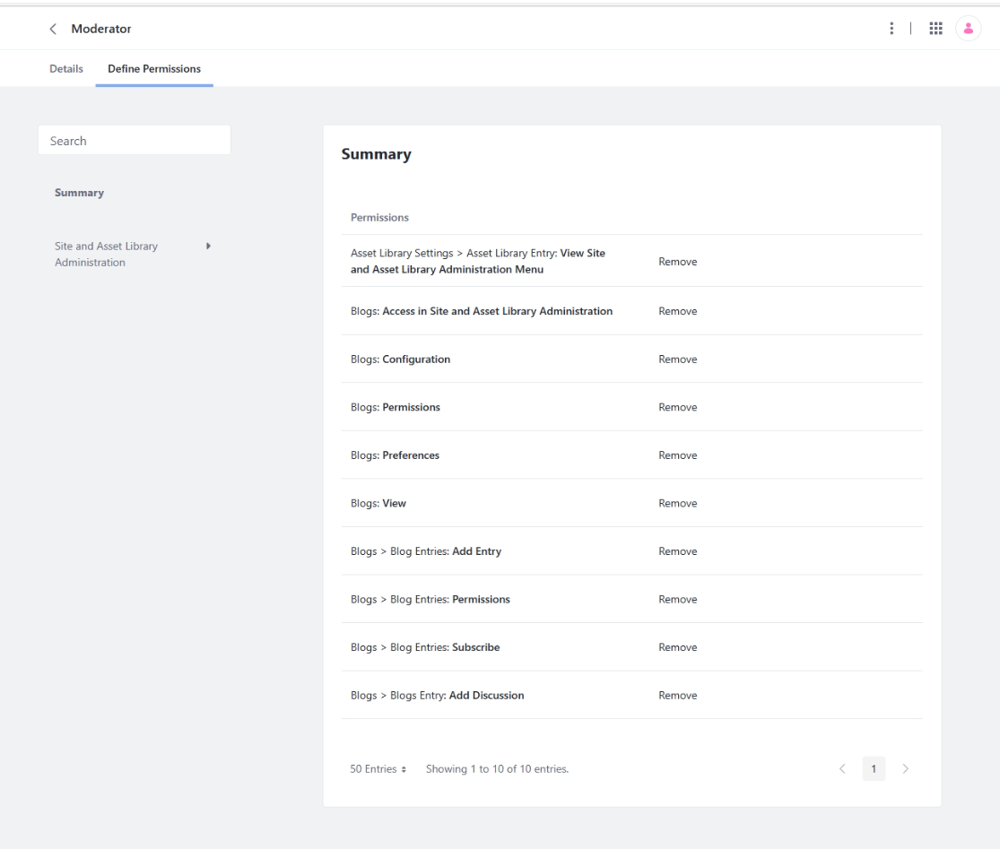 Moderator
Details
Define Permissions
Search
Summary
Site and Asset Library
Administration
Summary
Permissions
Asset Library Settings > Asset Library Entry: View Site
and Asset Library Administration Menu
Remove
Blogs: Access in Site and Asset Library Administration
Remove
Blogs: Configuration
Remove
Blogs: Permissions
Remove
Blogs: Preferences
Remove
Blogs: View
Remove
Blogs > Blog Entries: Add Entry
Remove
Blogs > Blog Entries: Permissions
Remove
Blogs > Blog Entries: Subscribe
Remove
Blogs > Blogs Entry: Add Discussion
Remove
50 Entries
Showing 1 to 10 of 10 entries.
1